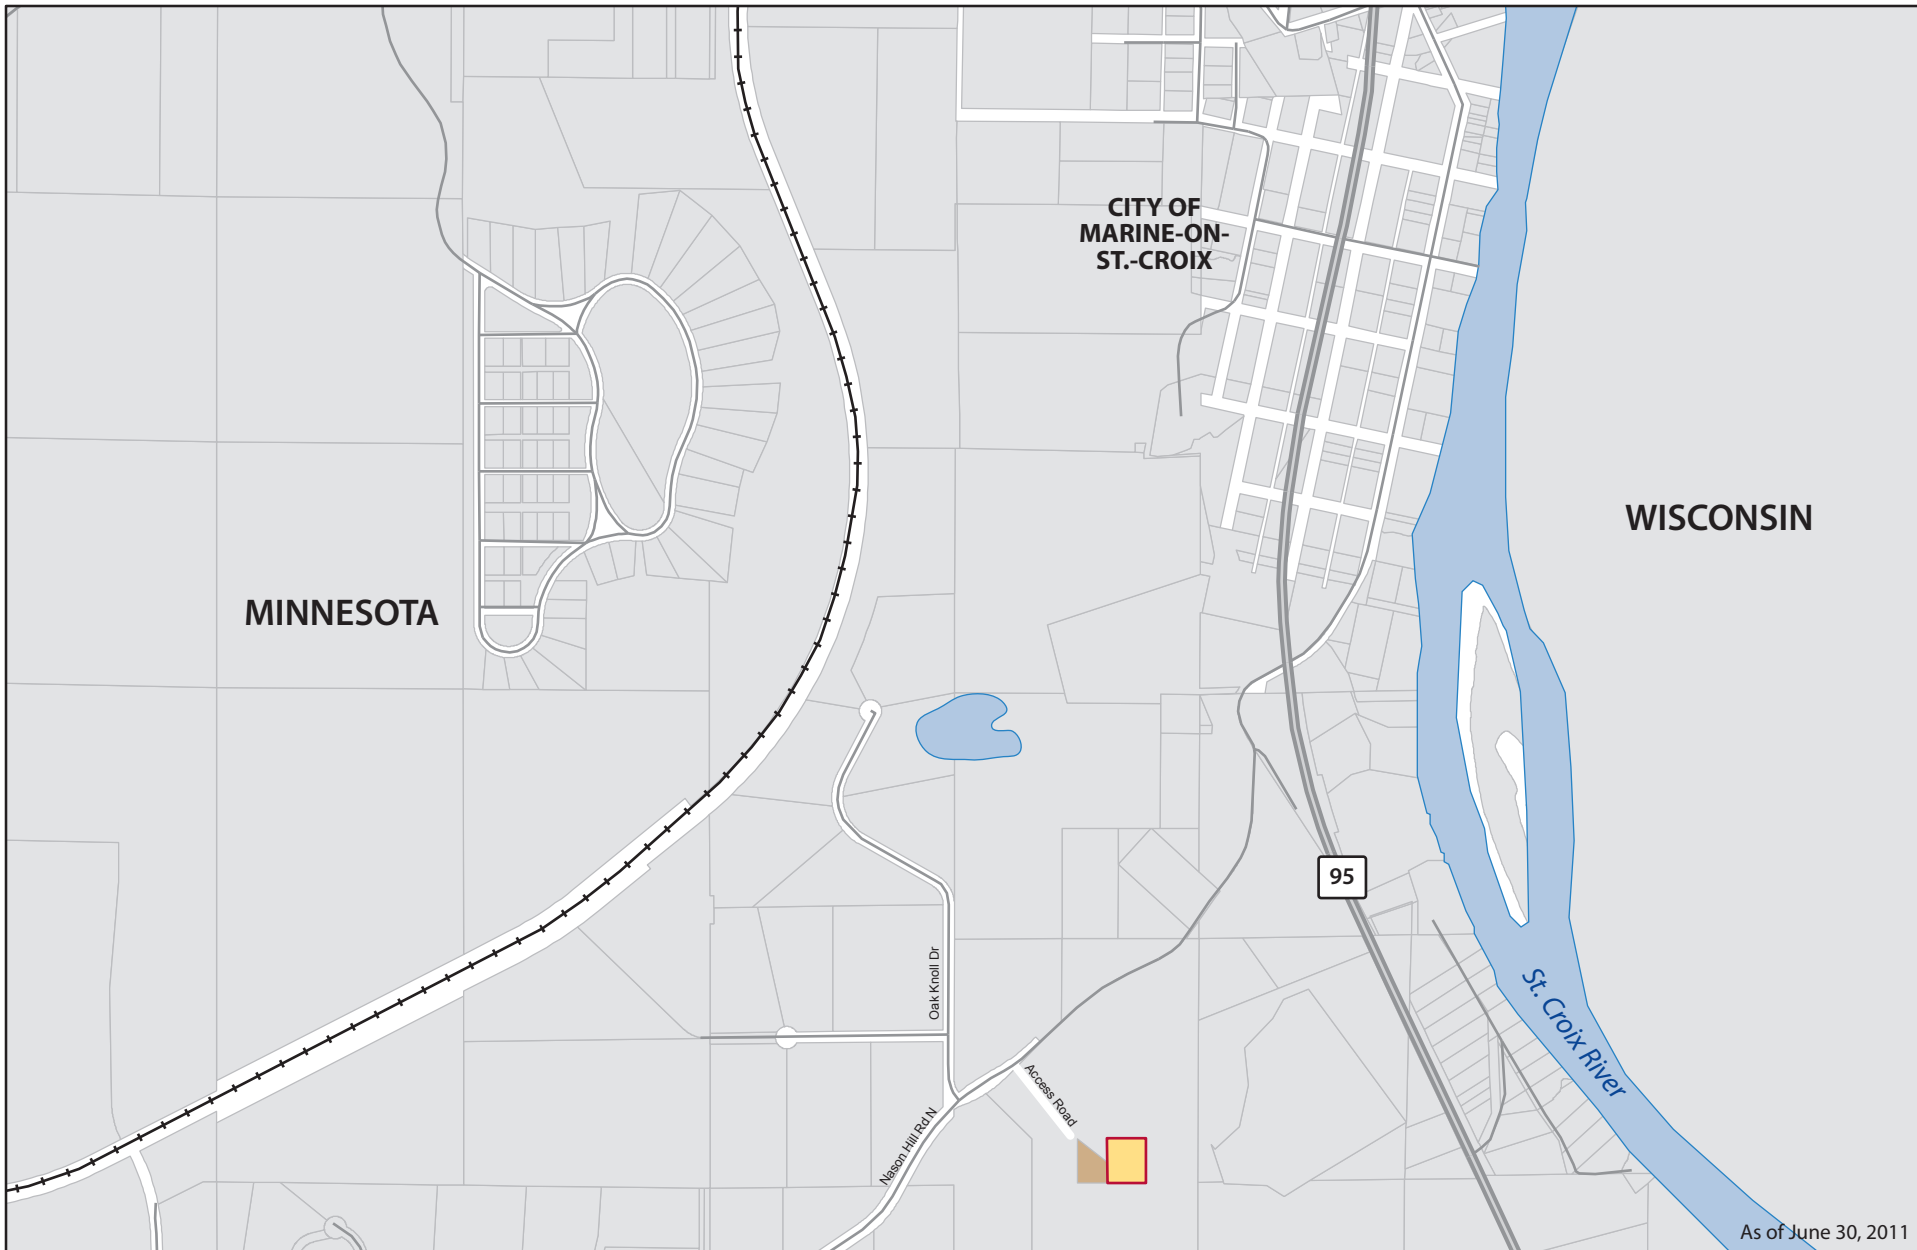 CITY OF
MARINE-ON-
ST.-CROIX
WISCONSIN
MINNESOTA
95
Oak Knoll Dr
St. Croix River
Access Road
Nason Hill Rd N
As of June 30, 2011